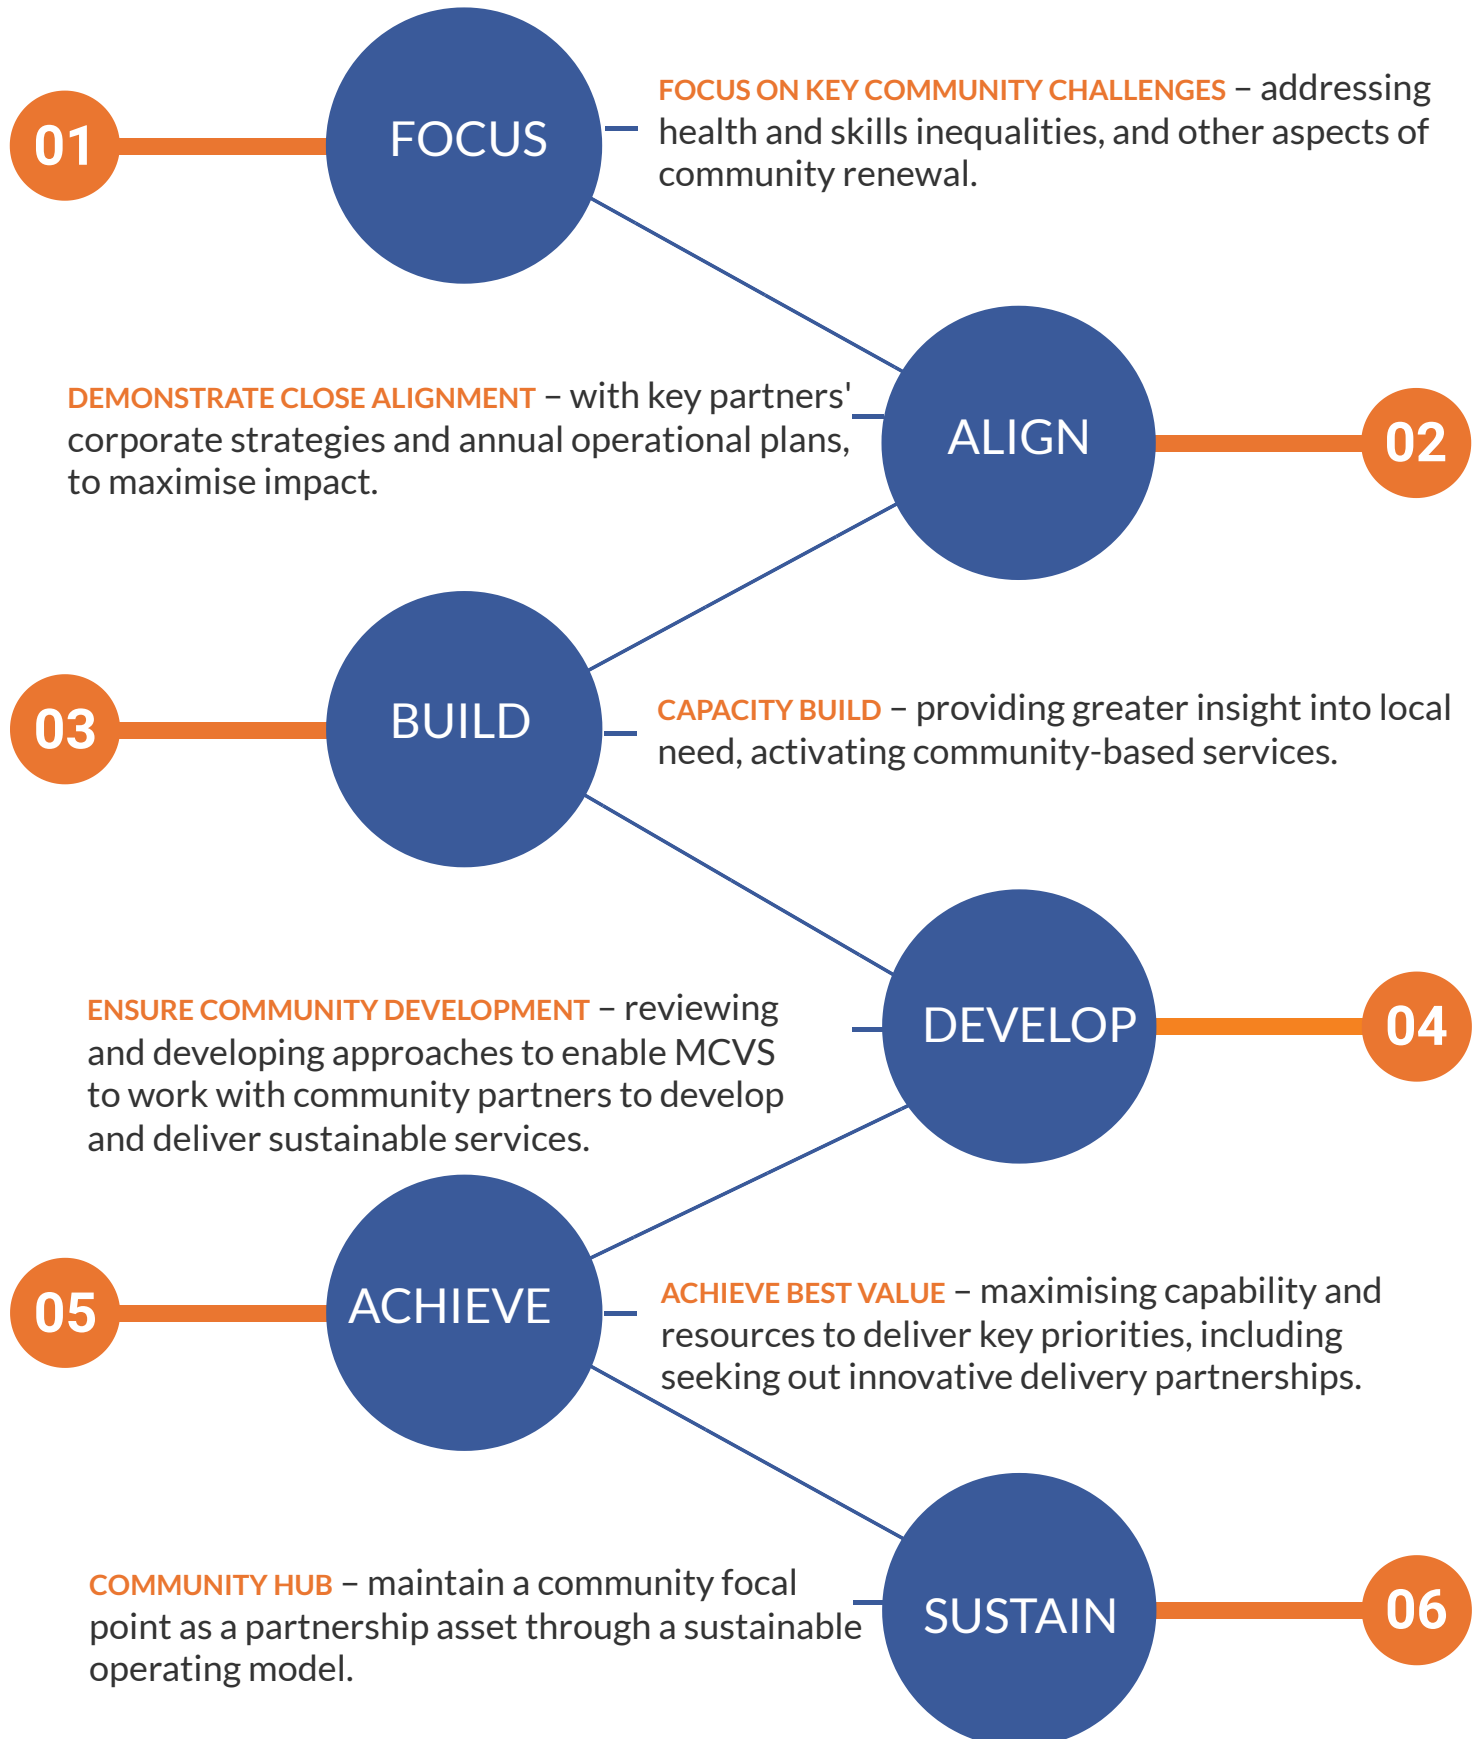 01
FOCUS
FOCUS ON KEY COMMUNITY CHALLENGES – addressing
health and skills inequalities, and other aspects of
community renewal.
DEMONSTRATE CLOSE ALIGNMENT – with key partners'
corporate strategies and annual operational plans,
to maximise impact.
ALIGN
02
03
BUILD
CAPACITY BUILD – providing greater insight into local
need, activating community-based services.
ENSURE COMMUNITY DEVELOPMENT – reviewing
and developing approaches to enable MCVS
to work with community partners to develop
and deliver sustainable services.
DEVELOP
04
05
ACHIEVE
ACHIEVE BEST VALUE – maximising capability and
resources to deliver key priorities, including
seeking out innovative delivery partnerships.
COMMUNITY HUB – maintain a community focal
point as a partnership asset through a sustainable
operating model.
SUSTAIN
06